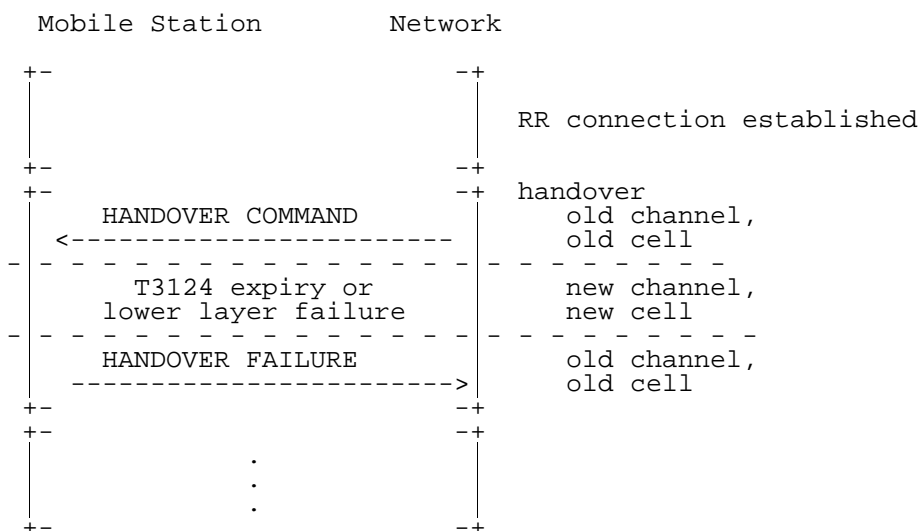 Mobile Station Network
RR connection established
handover
HANDOVER COMMAND old channel,
<------------------------ old cell
T3124 expiry or new channel,
lower layer failure new cell
HANDOVER FAILURE old channel,
------------------------> old cell
.
.
.